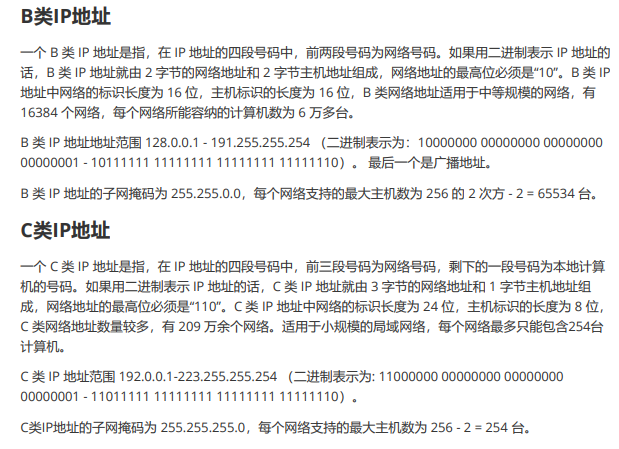 B类IP地址
一个 B 类 IP 地址是指，在 IP 地址的四段号码中，前两段号码为网络号码。如果用二进制表示 IP 地址的
话，B 类 IP 地址就由 2 字节的网络地址和 2 字节主机地址组成，网络地址的最高位必须是“10”。B 类 IP
地址中网络的标识长度为 16 位，主机标识的长度为 16 位，B 类网络地址适用于中等规模的网络，有
16384 个网络，每个网络所能容纳的计算机数为 6 万多台。
B 类 IP 地址地址范围 128.0.0.1 - 191.255.255.254 （二进制表示为：10000000 00000000 00000000
00000001 - 10111111 11111111 11111111 11111110）。 最后一个是广播地址。
B 类 IP 地址的子网掩码为 255.255.0.0，每个网络支持的最大主机数为 256 的 2 次方 - 2 = 65534 台。
C类IP地址
一个 C 类 IP 地址是指，在 IP 地址的四段号码中，前三段号码为网络号码，剩下的一段号码为本地计算
机的号码。如果用二进制表示 IP 地址的话，C 类 IP 地址就由 3 字节的网络地址和 1 字节主机地址组
成，网络地址的最高位必须是“110”。C 类 IP 地址中网络的标识长度为 24 位，主机标识的长度为 8 位，
C 类网络地址数量较多，有 209 万余个网络。适用于小规模的局域网络，每个网络最多只能包含254台
计算机。
C 类 IP 地址范围 192.0.0.1-223.255.255.254 （二进制表示为: 11000000 00000000 00000000
00000001 - 11011111 11111111 11111111 11111110）。
C类IP地址的子网掩码为 255.255.255.0，每个网络支持的最大主机数为 256 - 2 = 254 台。